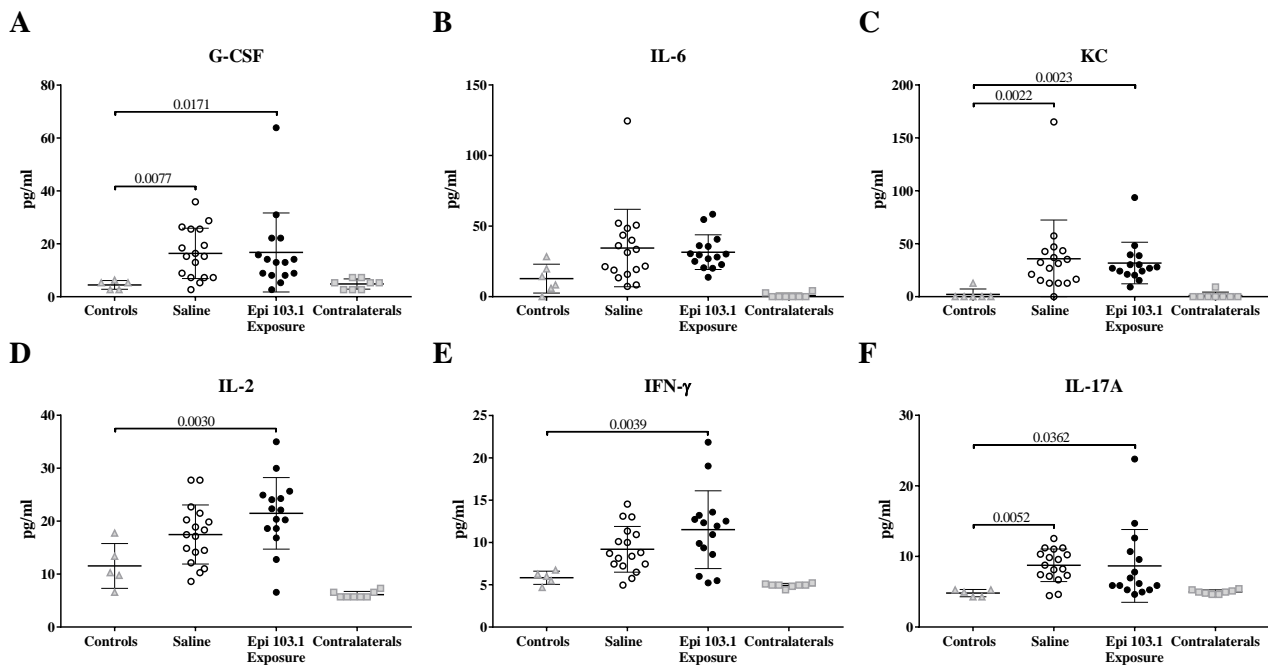 A
G-CSF
80
60
40
20
0
pg/ml
0.0171
0.0077
Controls
Saline
Epi 103.1
Exposure
Contralaterals
B
IL-6
150
100
50
0
pg/ml
Controls
Saline
Epi 103.1
Exposure
Contralaterals
C
KC
200
150
100
50
0
pg/ml
0.0023
0.0022
Controls
Saline
Epi 103.1
Exposure
Contralaterals
D
IL-2
40
30
20
10
0
pg/ml
0.0030
Controls
Saline
Epi 103.1
Exposure
Contralaterals
E
IFN-γ
25
20
15
10
5
0
pg/ml
0.0039
Controls
Saline
Epi 103.1
Exposure
Contralaterals
F
IL-17A
30
20
10
0
pg/ml
0.0362
0.0052
Controls
Saline
Epi 103.1
Exposure
Contralaterals